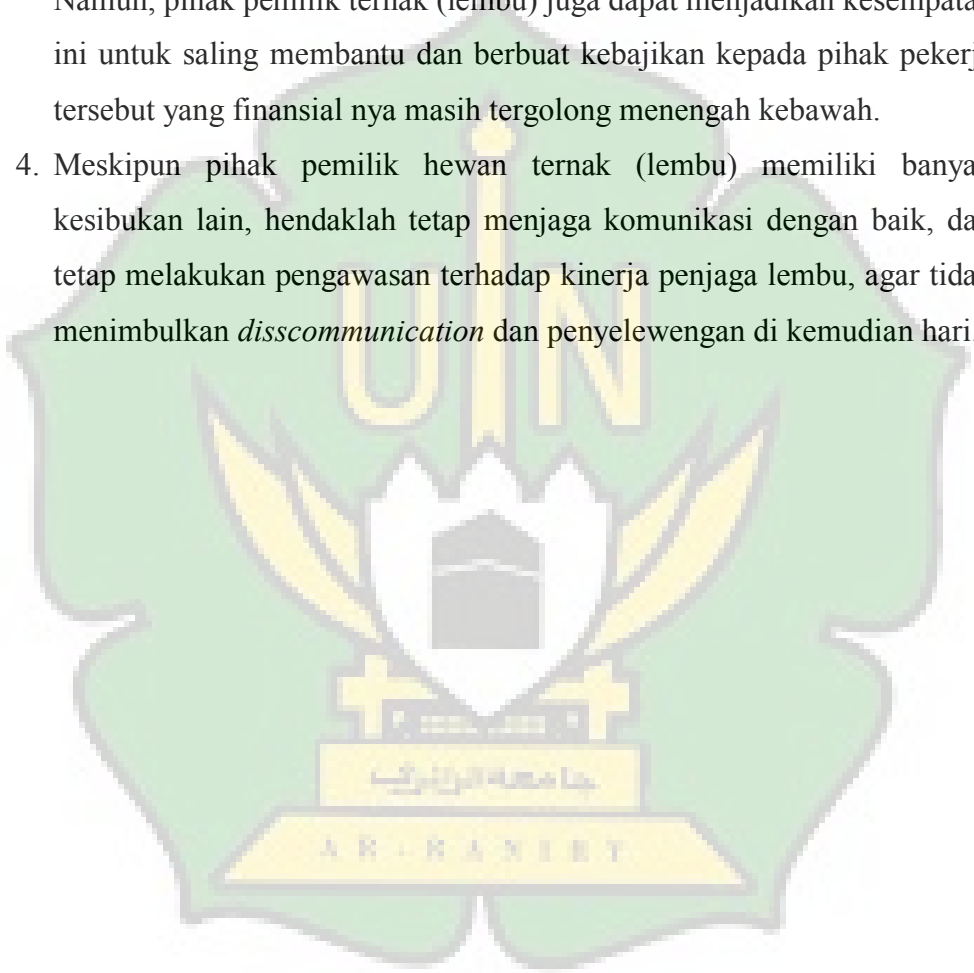 Namun, pihak pemilik ternak (lembu) juga dapat menjadikan kesempata
ini untuk saling membantu dan berbuat kebajikan kepada pihak pekerj
tersebut yang finansial nya masih tergolong menengah kebawah.
4. Meskipun pihak pemilik hewan ternak (lembu) memiliki banya
kesibukan lain, hendaklah tetap menjaga komunikasi dengan baik, da
tetap melakukan pengawasan terhadap kinerja penjaga lembu, agar tida
menimbulkan disscommunication dan penyelewengan di kemudian hari.
UIN
جامعة الرانيري
AR-RANIRY